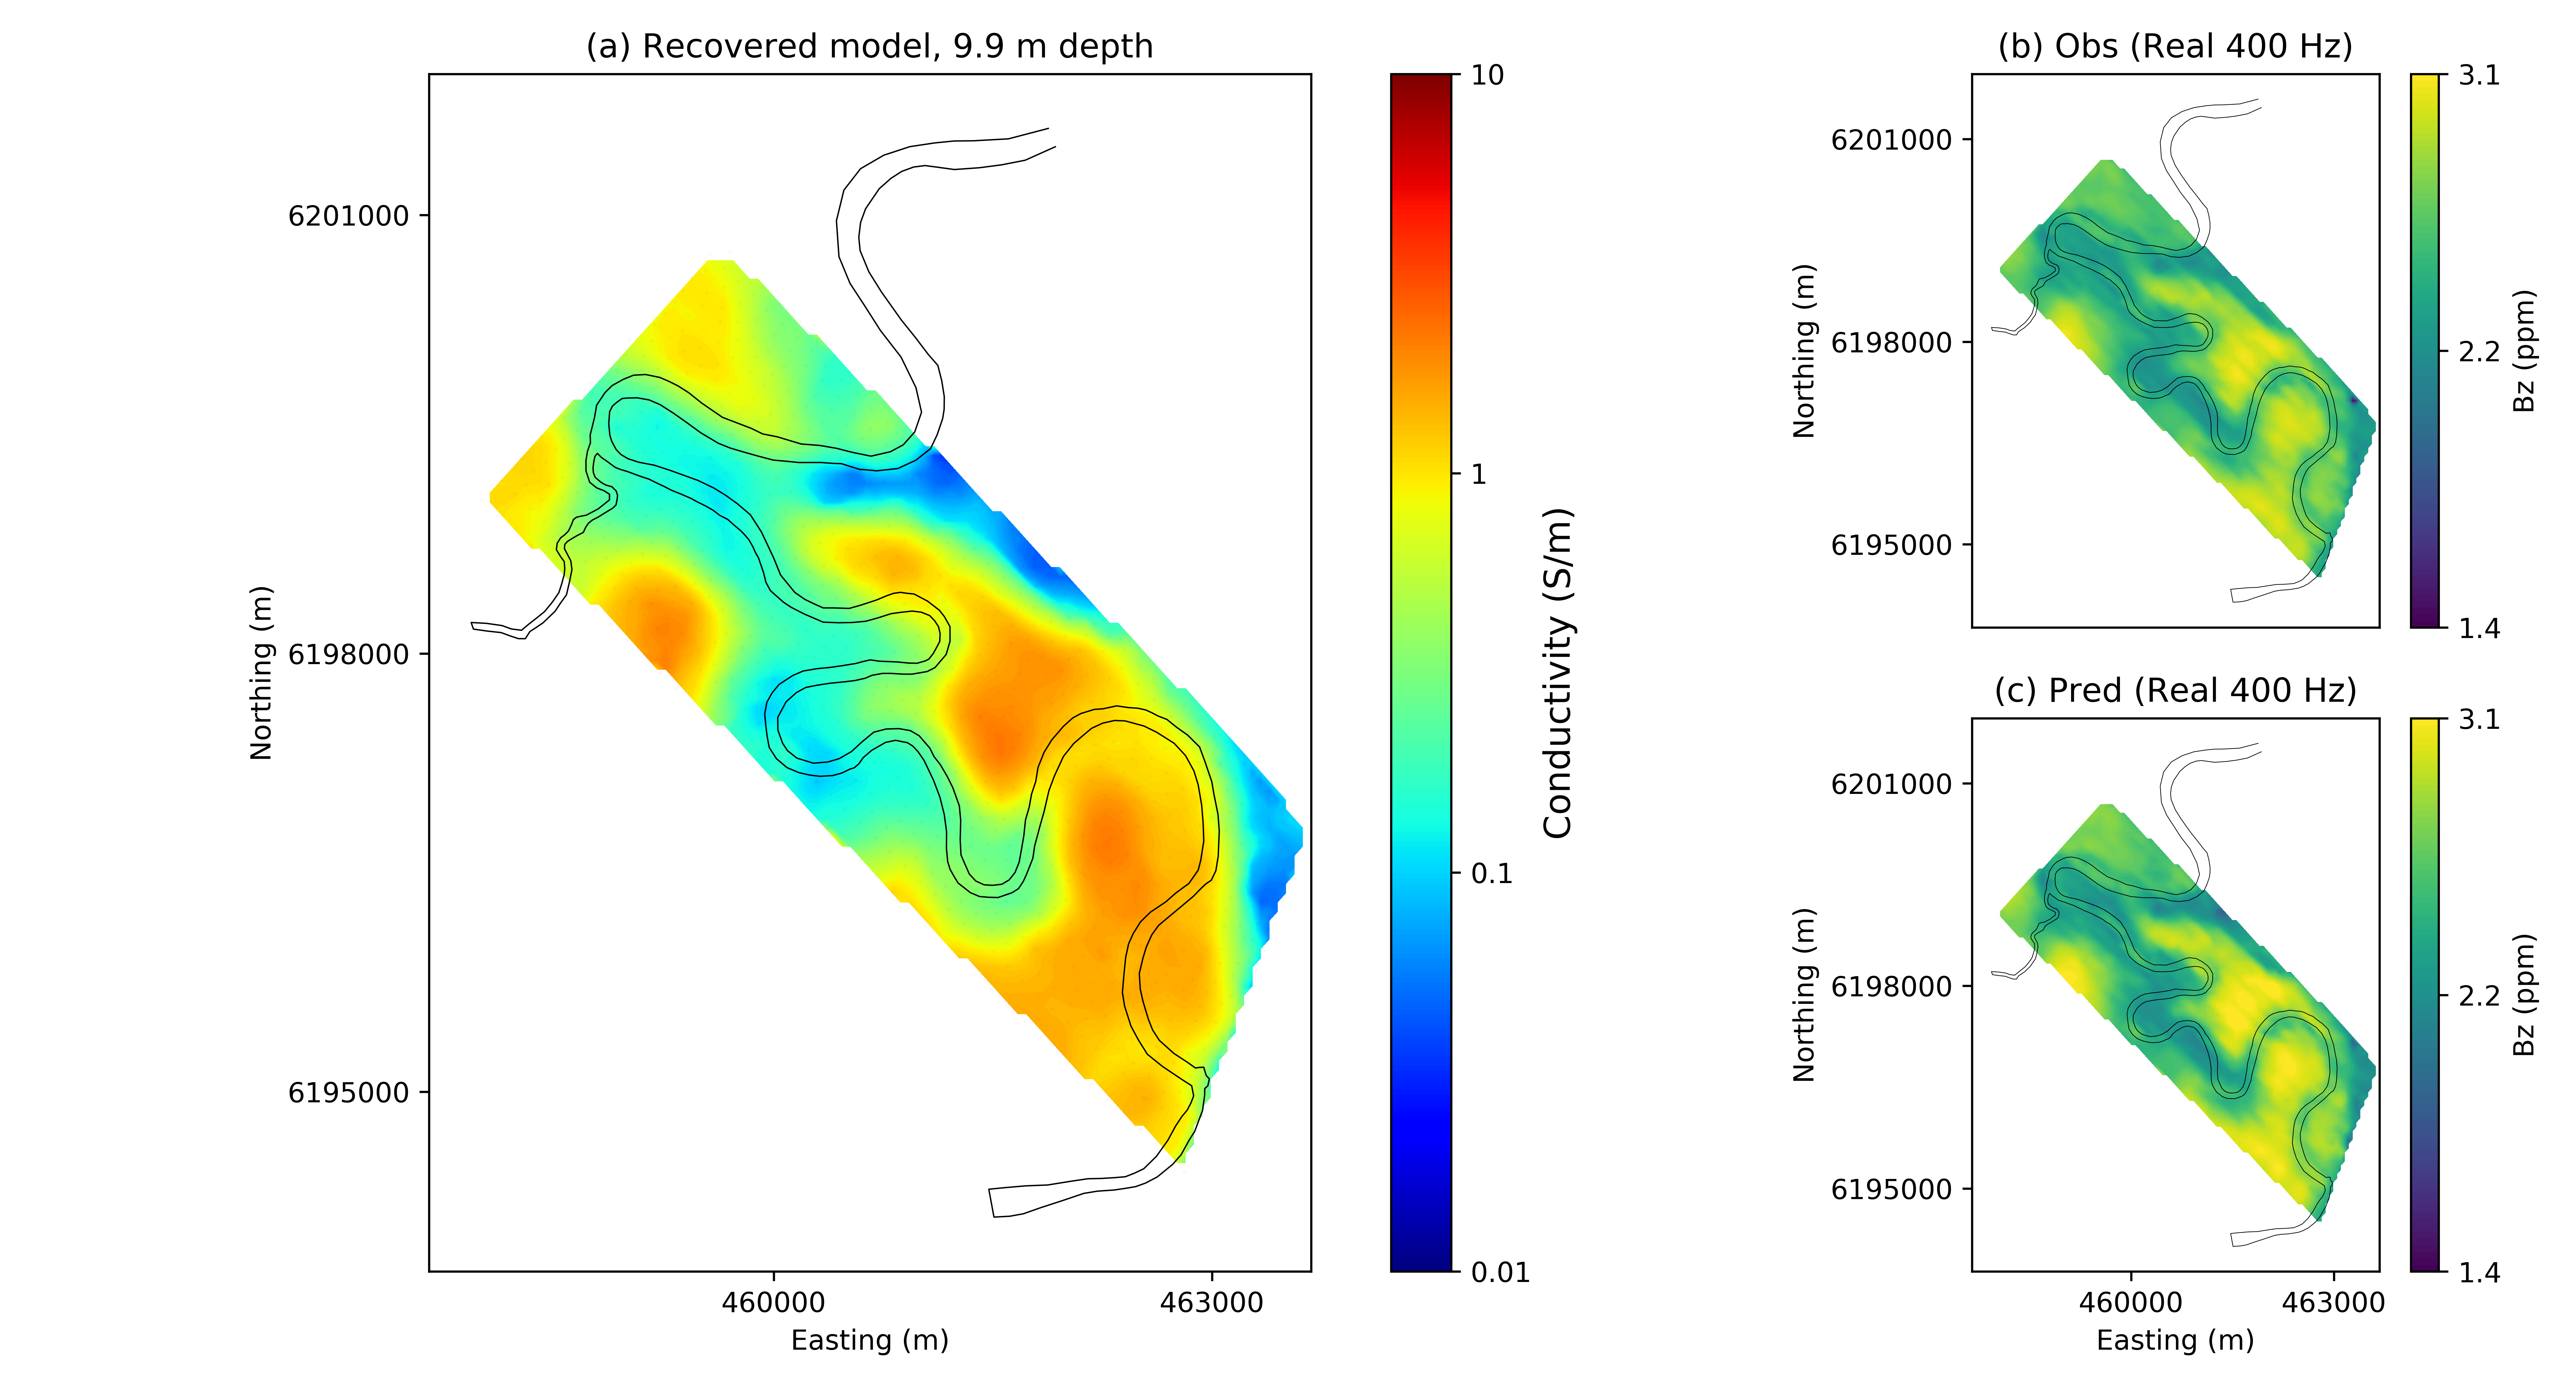 (a) Recovered model, 9.9 m depth
6201000
6198000
6195000
Northing (m)
460000
463000
Easting (m)
10
1
0.1
0.01
Conductivity (S/m)
(b) Obs (Real 400 Hz)
6201000
6198000
6195000
Northing (m)
3.1
2.2
1.4
Bz (ppm)
(c) Pred (Real 400 Hz)
6201000
6198000
6195000
Northing (m)
460000
463000
Easting (m)
3.1
2.2
1.4
Bz (ppm)